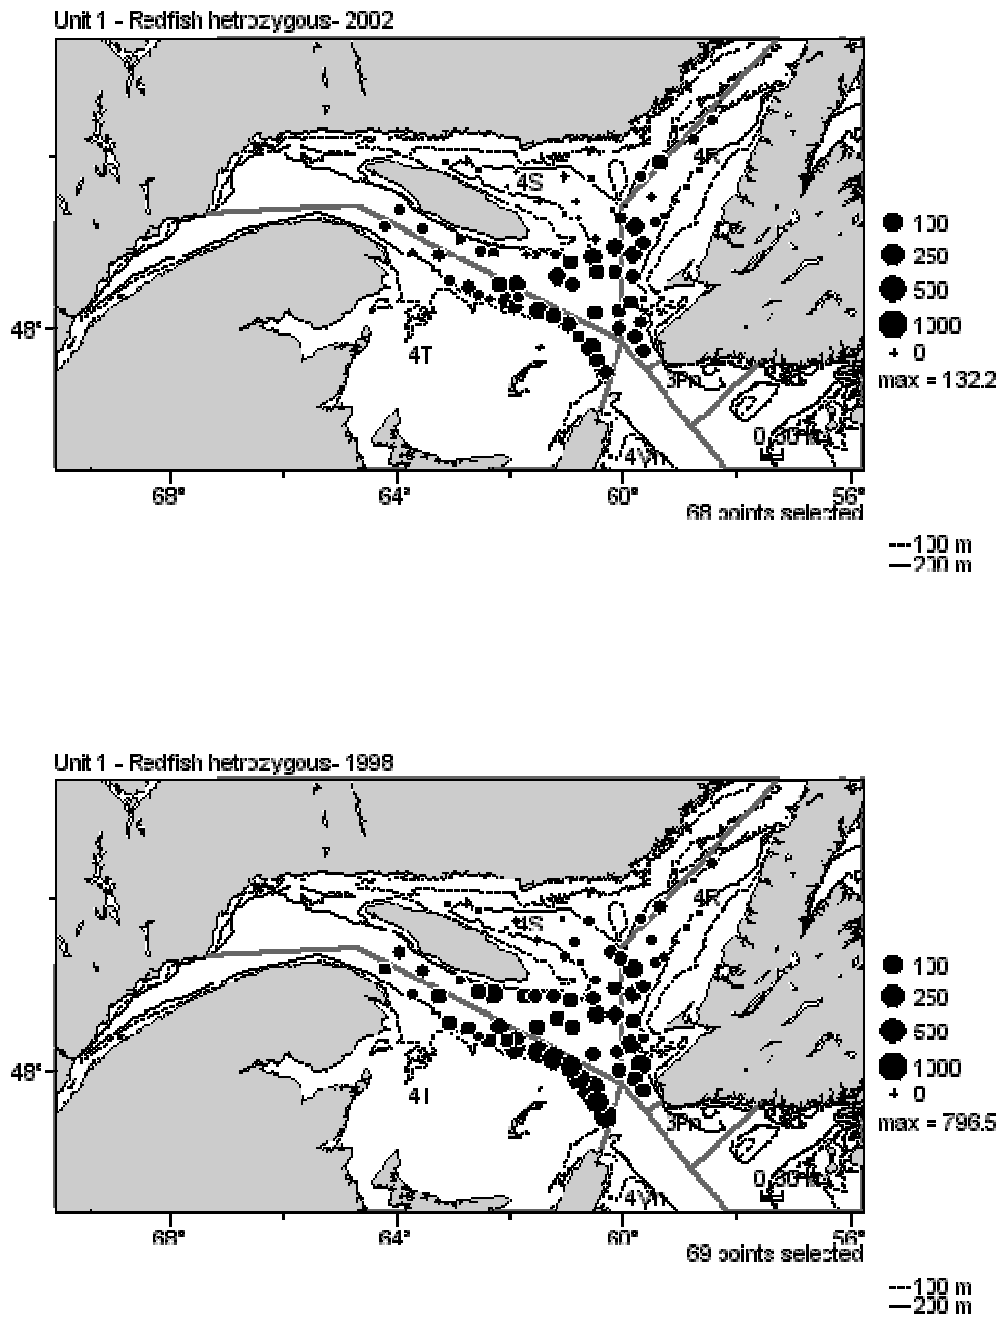 Unit 1 - Redfish hetrozygous- 2002
4R
4S
100
250
500
1000
0
48°
4T
3Pn
max = 132.2
4Vn
68° 64° 60° 56°
68 points selected
100 m
200 m
Unit 1 - Redfish hetrozygous- 1998
4R
4S
100
250
500
1000
0
48°
4T
3Pn
max = 796.5
4Vn
68° 64° 60° 56°
69 points selected
100 m
200 m